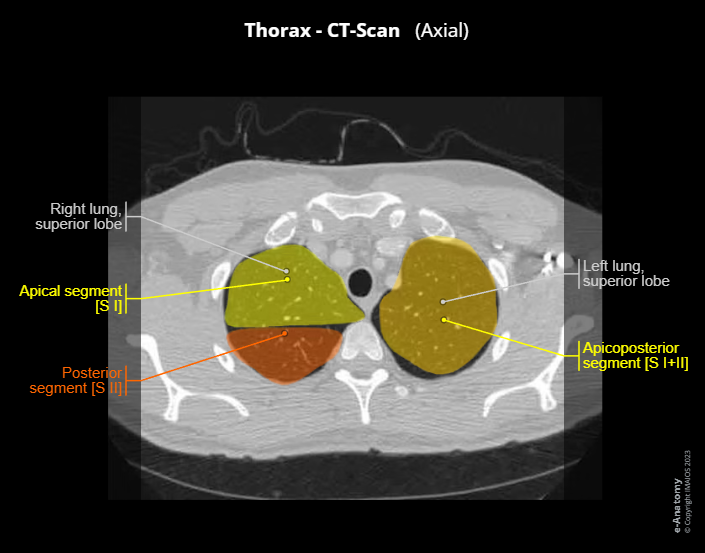 Thorax - CT-Scan (Axial)
Right lung,
superior lobe
Apical segment
[S I]
Posterior
segment [S II]
Left lung,
superior lobe
Apicoposterior
segment [S I+II]
e-Anatomy
© Copyright IMAIOS 2023